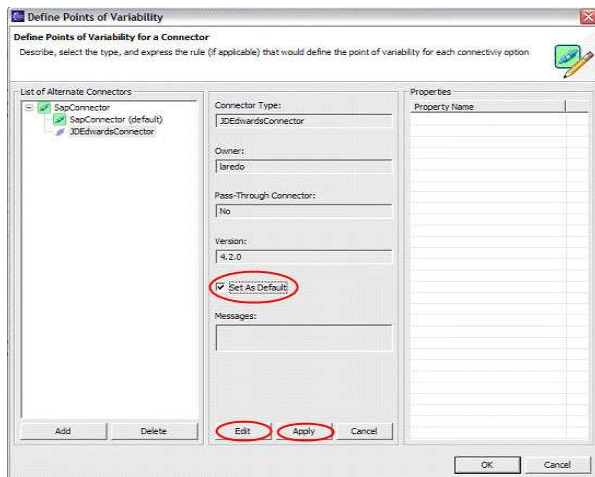 Define Points of Variability
Define Points of Variability for a Connector
Describe, select the type, and express the rule (if applicable) that would define the point of variability for each connectiviy option
List of Alternate Connectors
SapConnector
SapConnector (default)
JDEdwardsConnector
Add
Delete
Connector Type:
JDEdwardsConnector
Owner:
laredo
Pass-Through Connector:
No
Version:
4.2.0
Set As Default
Messages:
Edit
Apply
Cancel
Properties
Property Name
OK
Cancel